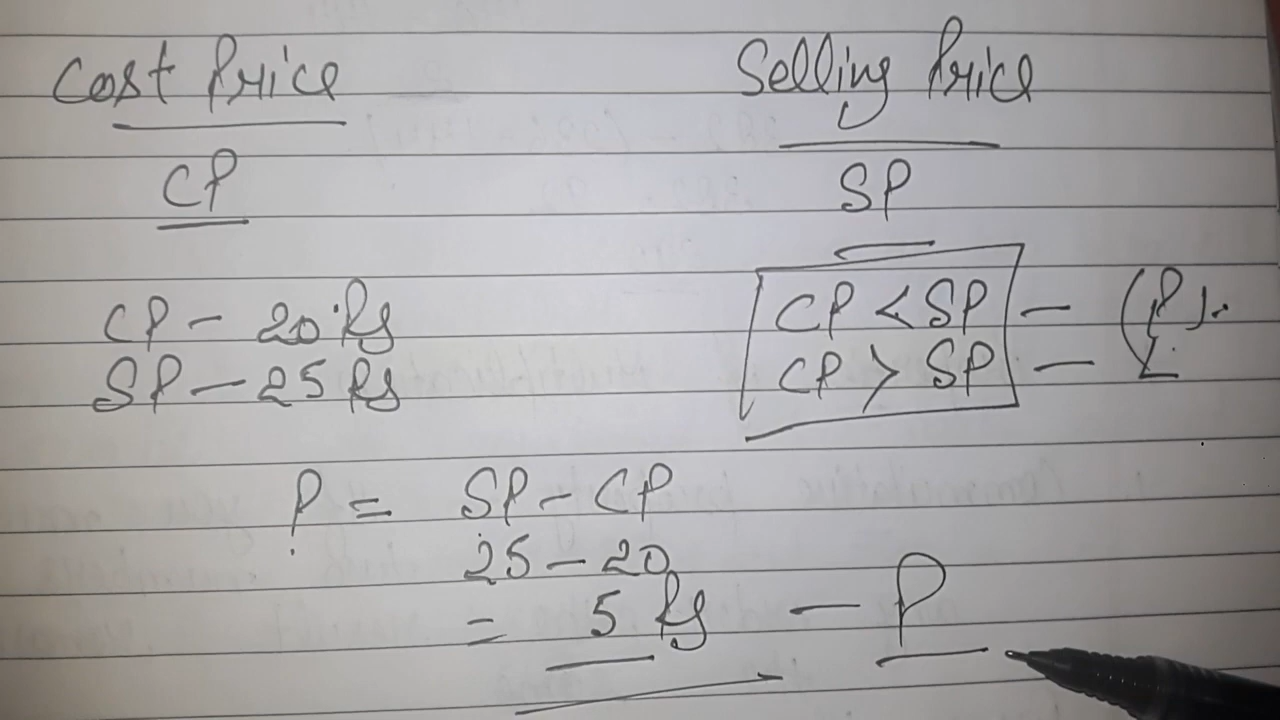 Cost Price
Selling Price
CP
SP
CP - 20 Rs
SP - 25 Rs
CP < SP - (P).
CP > SP - L
P = SP - CP
25 - 20
= 5 Rs - P